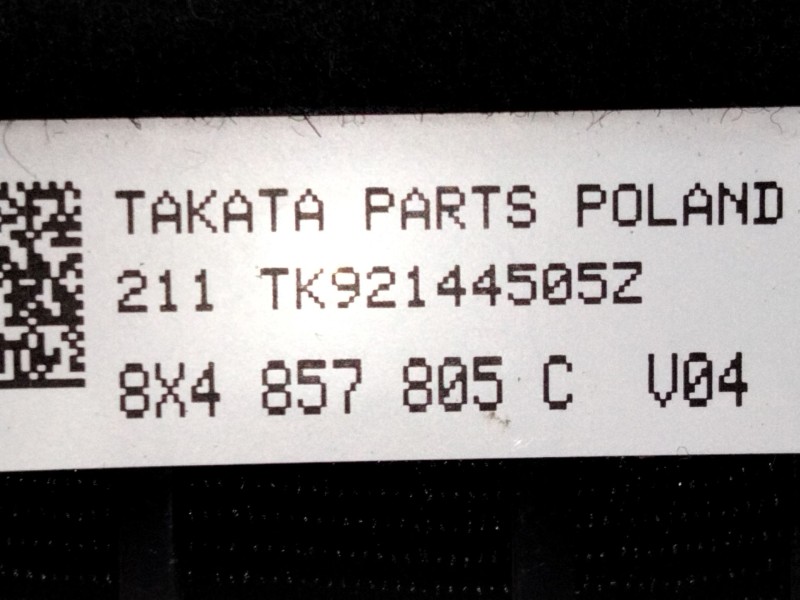 TAKATA PARTS POLAND
211 TK92144505Z
8X4 857 805 C V04